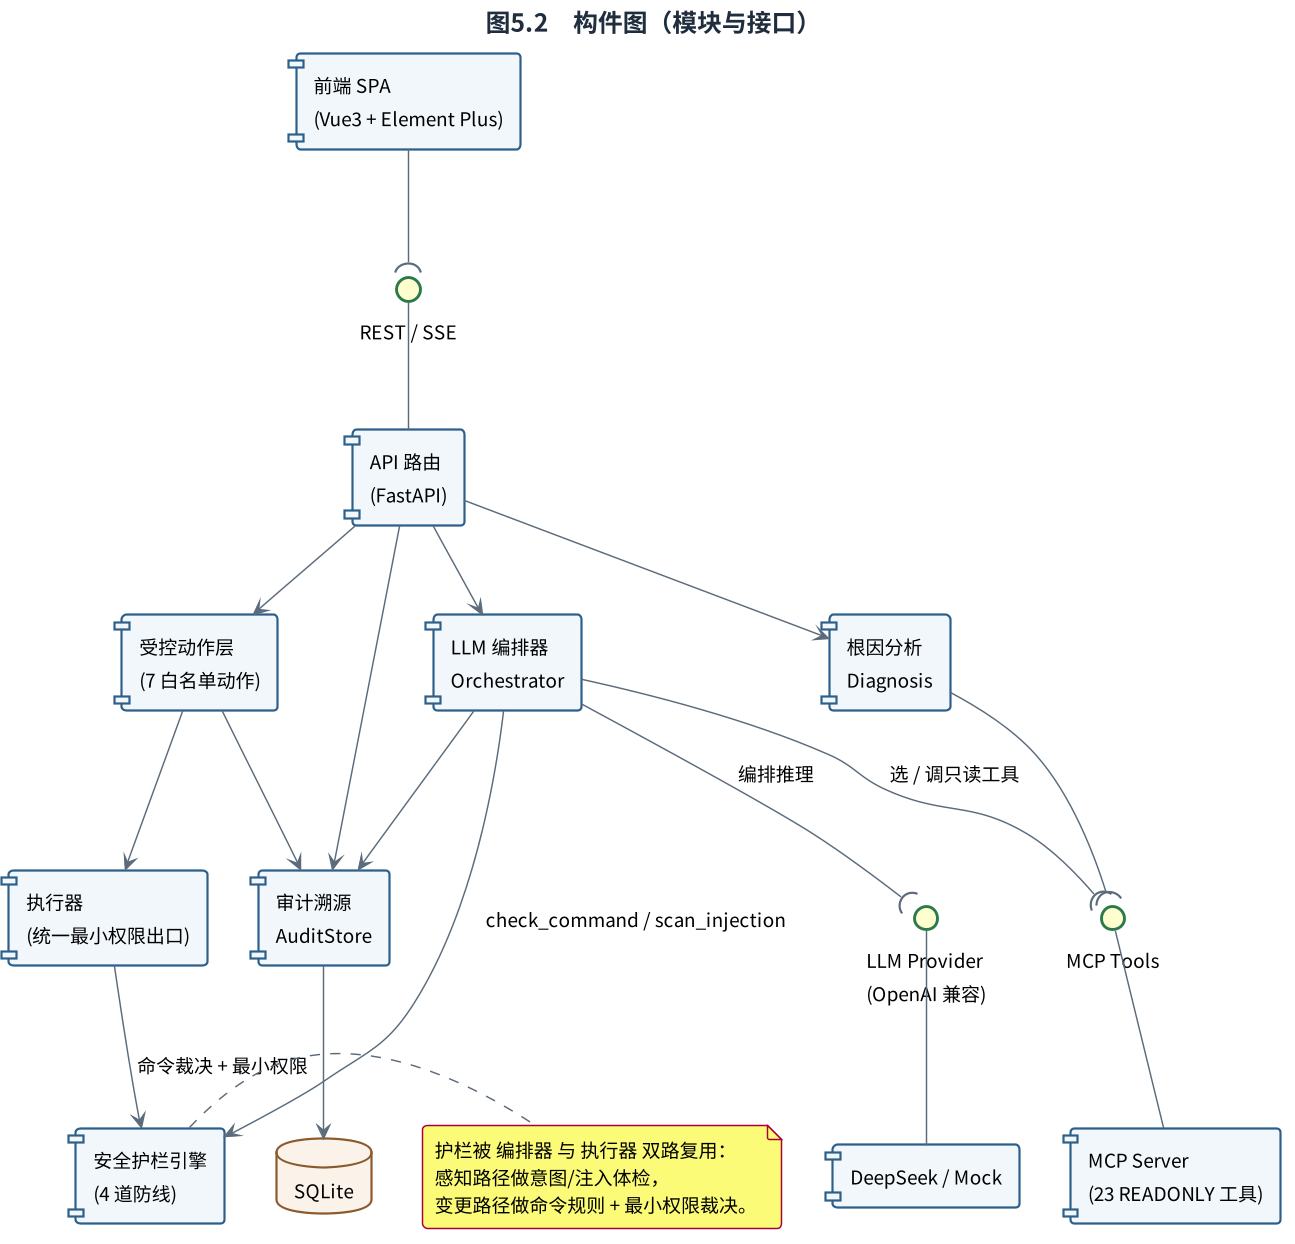 图5.2 构件图（模块与接口）
前端 SPA
(Vue3 + Element Plus)
REST / SSE
API 路由
(FastAPI)
受控动作层
(7 白名单动作)
LLM 编排器
Orchestrator
根因分析
Diagnosis
编排推理
选 / 调只读工具
执行器
(统一最小权限出口)
审计溯源
AuditStore
check_command / scan_injection
LLM Provider
(OpenAI 兼容)
MCP Tools
命令裁决 + 最小权限
安全护栏引擎
(4 道防线)
SQLite
护栏被 编排器 与 执行器 双路复用：
感知路径做意图/注入体检，
变更路径做命令规则 + 最小权限裁决。
DeepSeek / Mock
MCP Server
(23 READONLY 工具)